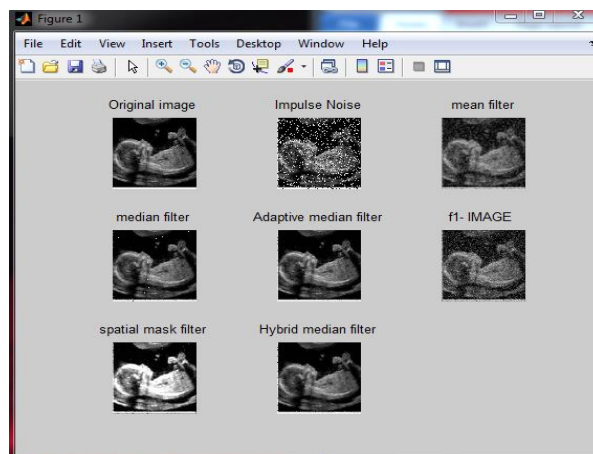 Figure 1
File Edit View Insert Tools Desktop Window Help
Original image Impulse Noise mean filter
median filter Adaptive median filter f1- IMAGE
spatial mask filter Hybrid median filter